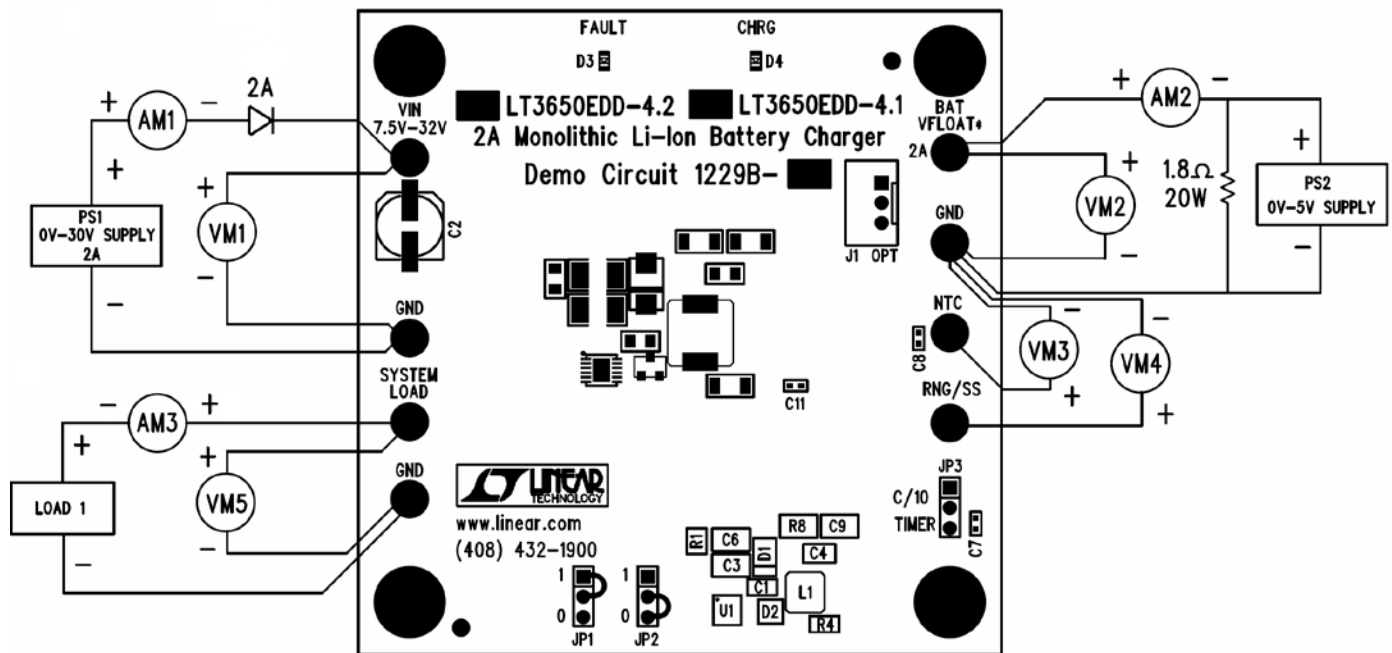 FAULT
CHRG
D3
D4
2A
+
AM1
-
VIN
7.5V-32V
LT3650EDD-4.2
LT3650EDD-4.1
2A Monolithic Li-Ion Battery Charger
Demo Circuit 1229B-
BAT
VFLOAT*
2A
+
AM2
-
+
PS1
0V-30V SUPPLY
2A
-
+
VM1
-
C2
J1 OPT
GND
+
VM2
-
1.8Ω
20W
+
PS2
0V-5V SUPPLY
-
GND
NTC
C8
-
VM3
+
-
VM4
+
C11
SYSTEM
LOAD
RNG/SS
-
AM3
+
+
LOAD 1
-
+
VM5
-
GND
LINEAR
TECHNOLOGY
www.linear.com
(408) 432-1900
JP3
C/10
TIMER
C7
R1
C6
C3
D1
R8
C9
C4
C1
L1
U1
D2
R4
1
0
JP1
1
0
JP2